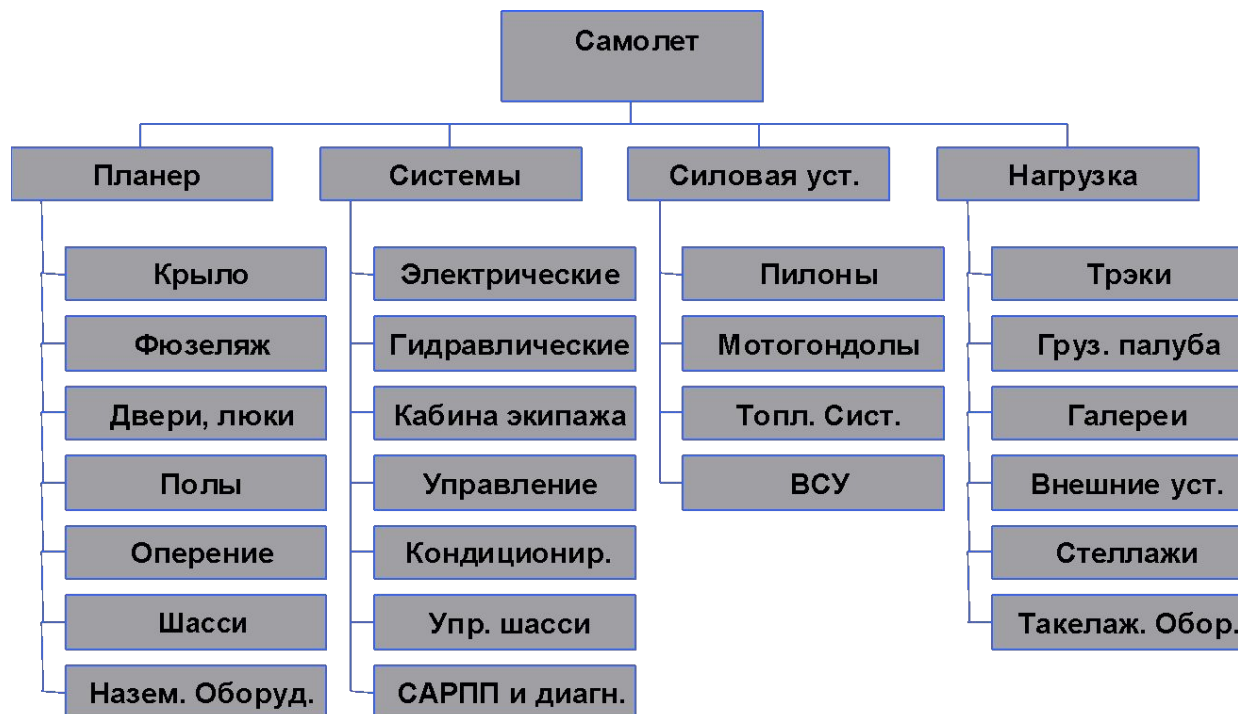 Самолет
Планер
Системы
Силовая уст.
Нагрузка
Крыло
Электрические
Пилоны
Трэки
Фюзеляж
Гидравлические
Мотогондолы
Груз. палуба
Двери, люки
Кабина экипажа
Топл. Сист.
Галереи
Полы
Управление
ВСУ
Внешние уст.
Оперение
Кондиционир.
Стеллажи
Шасси
Упр. шасси
Такелаж. Обор.
Назем. Оборуд.
САРПП и диагн.